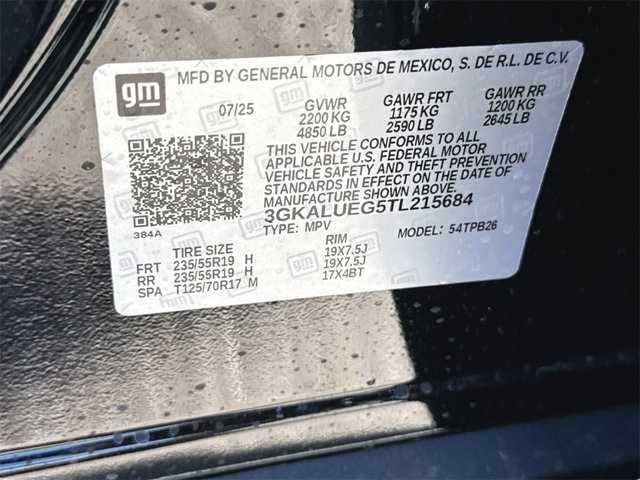 gm
MFD BY GENERAL MOTORS DE MEXICO, S. DE R.L. DE C.V.
07/25 GVWR GAWR FRT GAWR RR
2200 KG 1175 KG 1200 KG
4850 LB 2590 LB 2645 LB
THIS VEHICLE CONFORMS TO ALL
APPLICABLE U.S. FEDERAL MOTOR
VEHICLE SAFETY AND THEFT PREVENTION
STANDARDS IN EFFECT ON THE DATE OF
MANUFACTURE SHOWN ABOVE.
3GKALUEG5TL215684
384A
TYPE: MPV MODEL: 54TPB26
TIRE SIZE RIM
FRT 235/55R19 H 19X7.5J
RR 235/55R19 H 19X7.5J
SPA T125/70R17 M 17X4BT